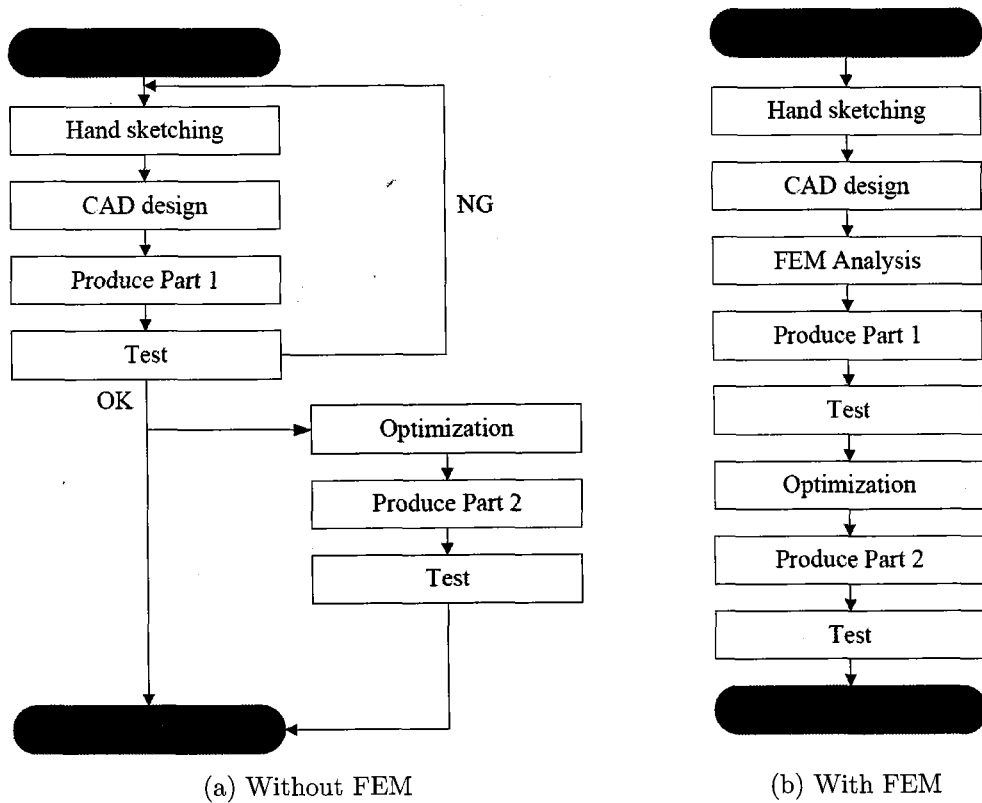 Hand sketching
CAD design
Produce Part 1
Test
NG
OK
Optimization
Produce Part 2
Test
(a) Without FEM
Hand sketching
CAD design
FEM Analysis
Produce Part 1
Test
Optimization
Produce Part 2
Test
(b) With FEM